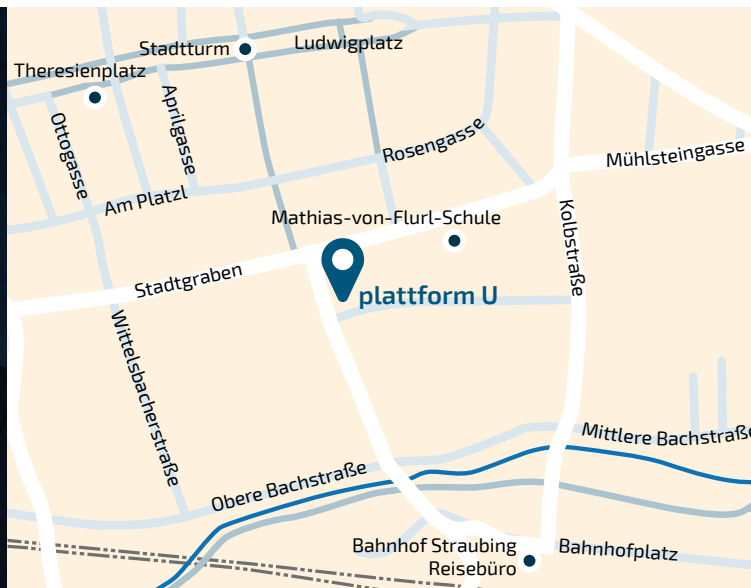 Stadtturm
Ludwigplatz
Theresienplatz
Aprilgasse
Ottogasse
Rosengasse
Mühlsteingasse
Am Platzl
Kolbstraße
Mathias-von-Flurl-Schule
Stadtgraben
plattform U
Wittelsbacherstraße
Mittlere Bachstraße
Obere Bachstraße
Bahnhof Straubing
Reisebüro
Bahnhofplatz